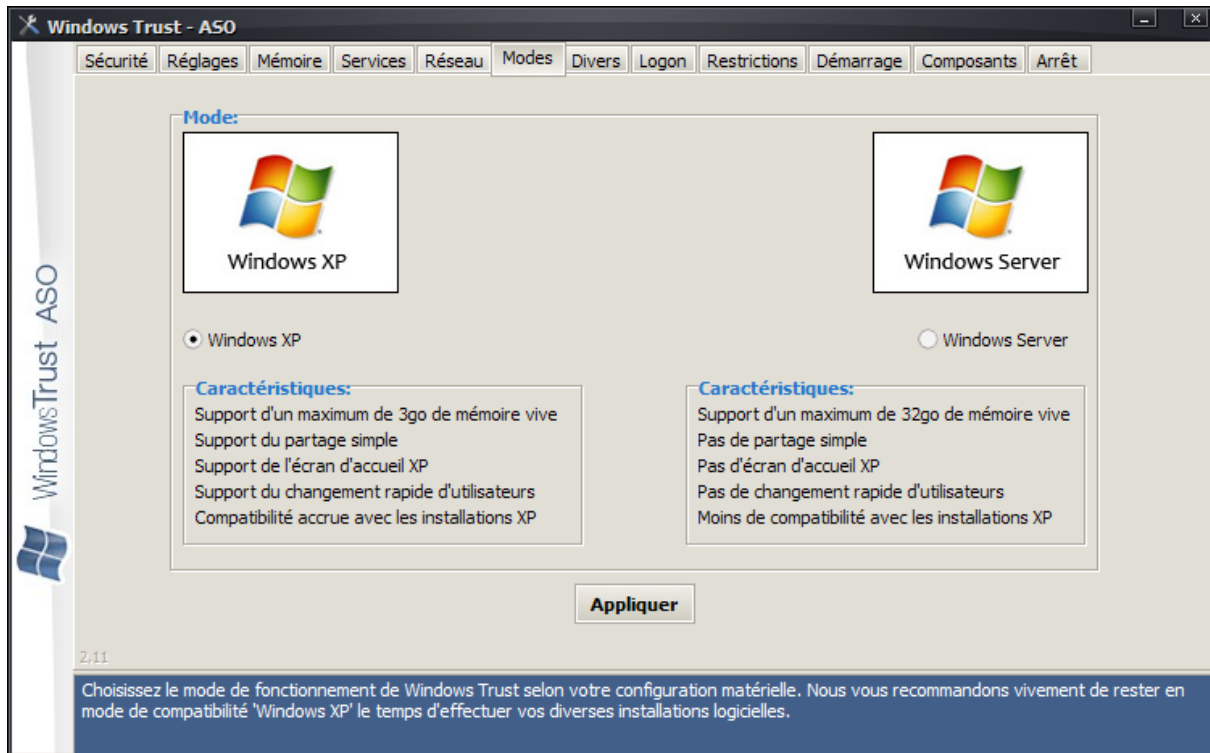 Windows Trust - ASO
Sécurité Réglages Mémoire Services Réseau Modes Divers Logon Restrictions Démarrage Composants Arrêt
WindowsTrust ASO
Mode:
Windows XP
Windows Server
Windows XP
Windows Server
Caractéristiques:
Support d'un maximum de 3go de mémoire vive
Support du partage simple
Support de l'écran d'accueil XP
Support du changement rapide d'utilisateurs
Compatibilité accrue avec les installations XP
Caractéristiques:
Support d'un maximum de 32go de mémoire vive
Pas de partage simple
Pas d'écran d'accueil XP
Pas de changement rapide d'utilisateurs
Moins de compatibilité avec les installations XP
Appliquer
2,11
Choisissez le mode de fonctionnement de Windows Trust selon votre configuration matérielle. Nous vous recommandons vivement de rester en
mode de compatibilité 'Windows XP' le temps d'effectuer vos diverses installations logicielles.